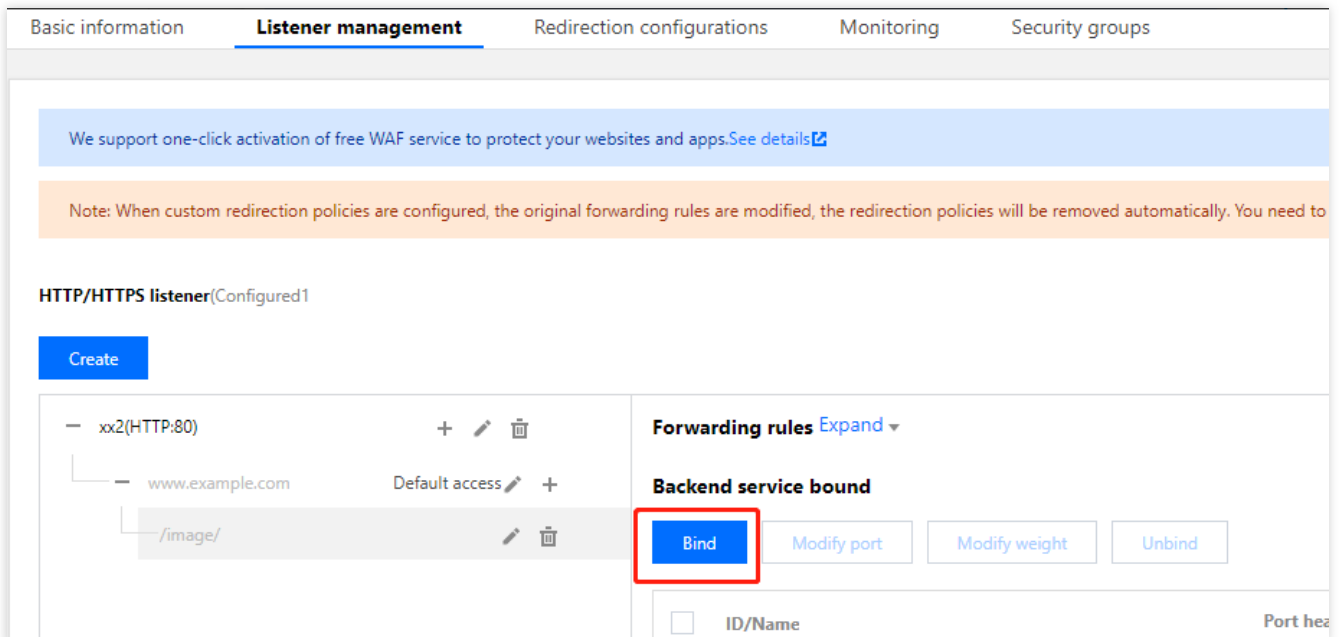 Basic information Listener management Redirection configurations Monitoring Security groups
We support one-click activation of free WAF service to protect your websites and apps.See details
Note: When custom redirection policies are configured, the original forwarding rules are modified, the redirection policies will be removed automatically. You need to
HTTP/HTTPS listener(Configured1
Create
xx2(HTTP:80)
Forwarding rules Expand
www.example.com Default access
Backend service bound
/image/
Bind Modify port Modify weight Unbind
ID/Name Port hea